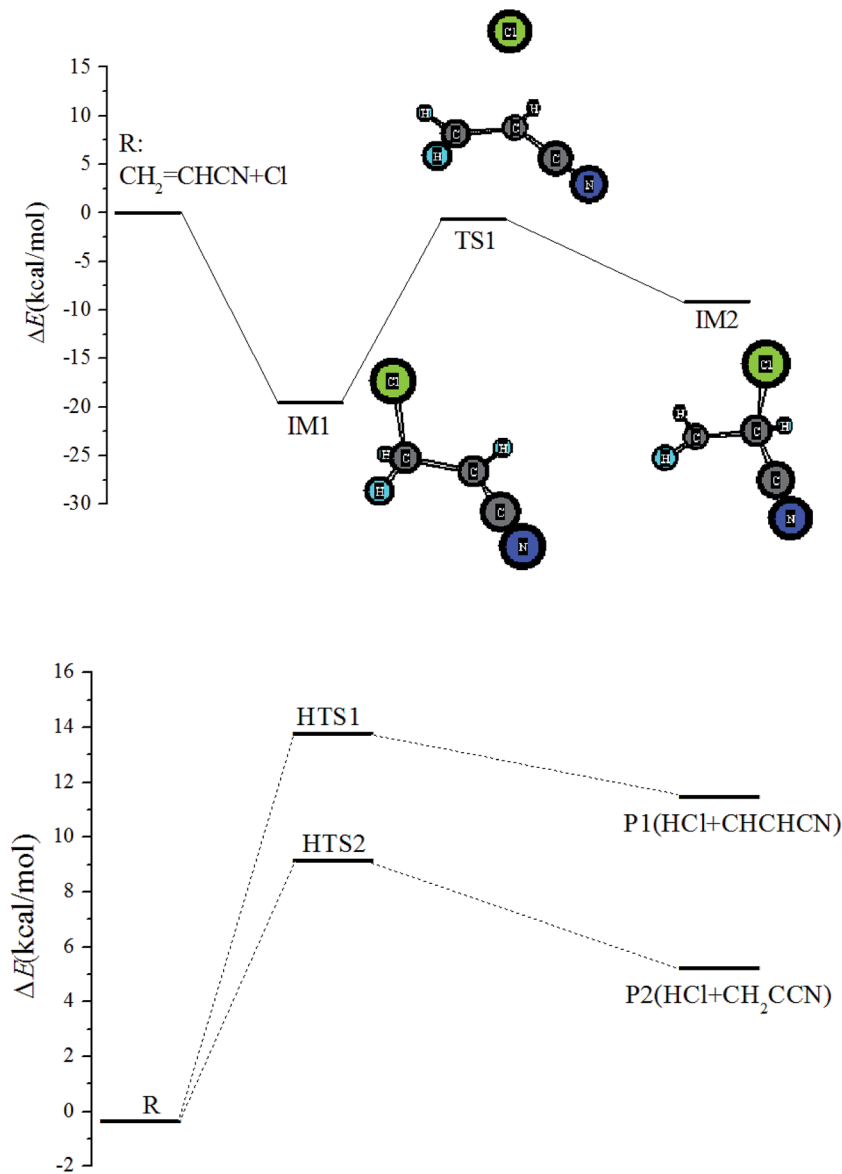 Cl
15
10
5
0
-5
-10
-15
-20
-25
-30
ΔE(kcal/mol)
R:
CH₂=CHCN+Cl
H
H
C
C
H
C
N
TS1
IM2
IM1
Cl
Cl
H
H
C
C
H
C
N
H
H
C
C
H
C
N
16
14
12
10
8
6
4
2
0
-2
ΔE(kcal/mol)
HTS1
HTS2
P1(HCl+CHCHCN)
P2(HCl+CH₂CCN)
R